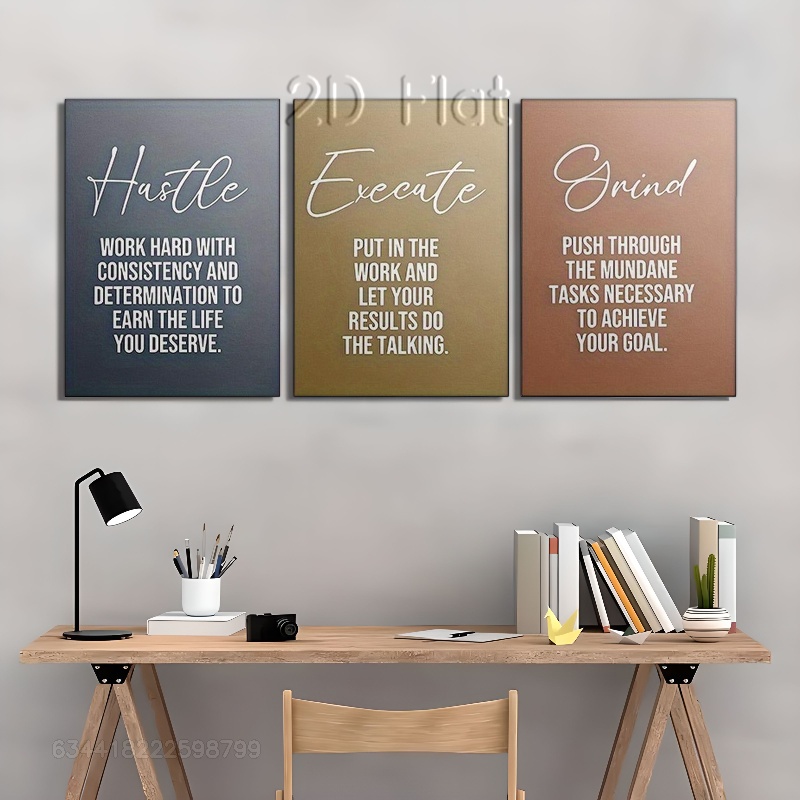 2D Flat
Hustle
WORK HARD WITH
CONSISTENCY AND
DETERMINATION TO
EARN THE LIFE
YOU DESERVE.
Execute
PUT IN THE
WORK AND
LET YOUR
RESULTS DO
THE TALKING.
Grind
PUSH THROUGH
THE MUNDANE
TASKS NECESSARY
TO ACHIEVE
YOUR GOAL.
634418222598799